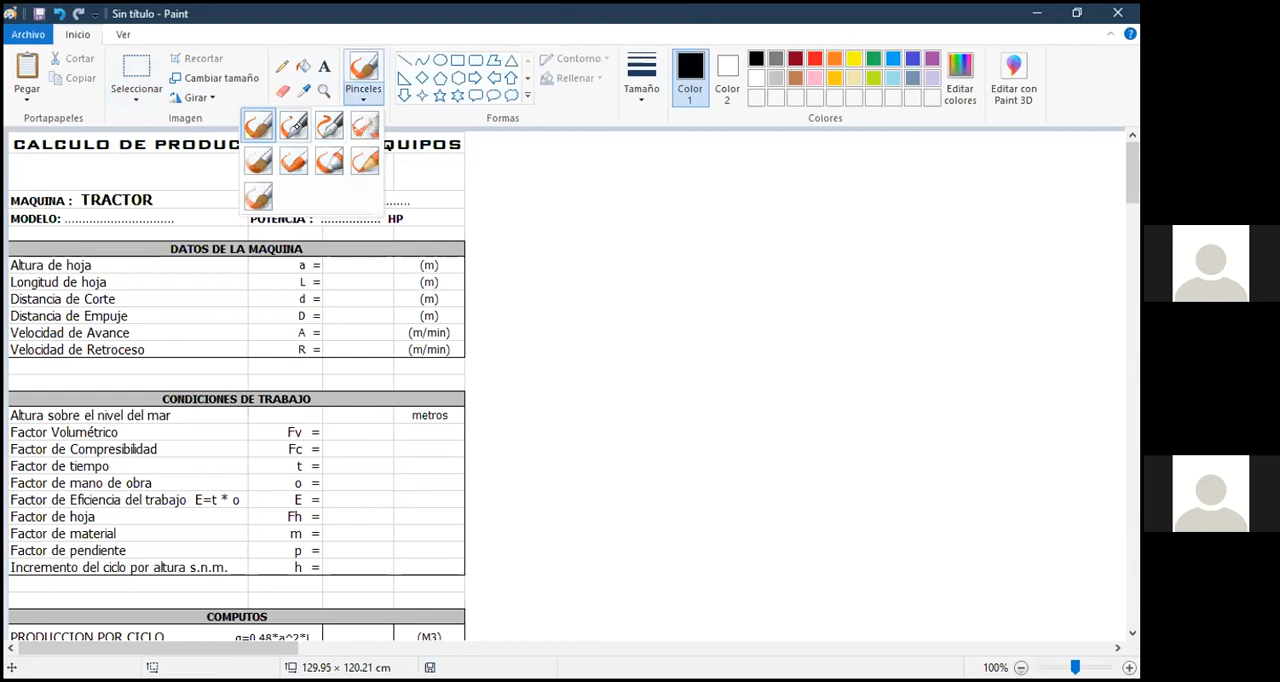 Sin título - Paint
Archivo Inicio Ver
Pegar
Cortar
Copiar
Portapapeles
Seleccionar
Recortar
Cambiar tamaño
Girar
Imagen
A
Pinceles
Contorno
Rellenar
Formas
Tamaño
Color 1
Color 2
Editar colores
Colores
Editar con Paint 3D
CALCULO DE PRODUC QUIPOS
MAQUINA : TRACTOR ........
MODELO: ............................... POTENCIA : ................. HP
DATOS DE LA MAQUINA
Altura de hoja a = (m)
Longitud de hoja L = (m)
Distancia de Corte d = (m)
Distancia de Empuje D = (m)
Velocidad de Avance A = (m/min)
Velocidad de Retroceso R = (m/min)
CONDICIONES DE TRABAJO
Altura sobre el nivel del mar metros
Factor Volumétrico Fv =
Factor de Compresibilidad Fc =
Factor de tiempo t =
Factor de mano de obra o =
Factor de Eficiencia del trabajo E=t * o E =
Factor de hoja Fh =
Factor de material m =
Factor de pendiente p =
Incremento del ciclo por altura s.n.m. h =
COMPUTOS
PRODUCCION POR CICLO q=0.48*a^2*L (M3)
129.95 × 120.21 cm
100%